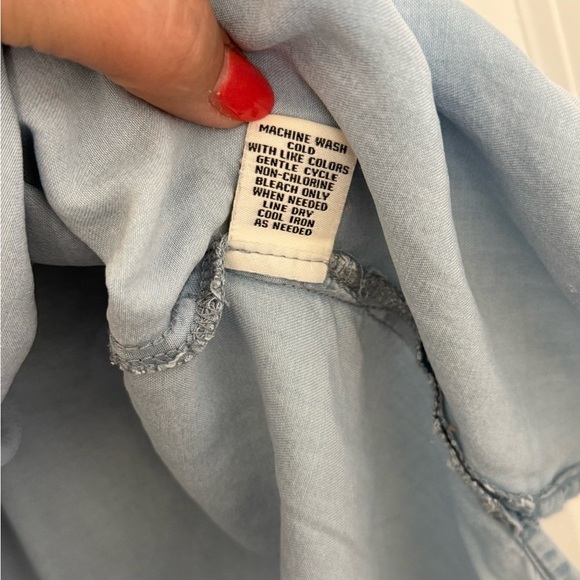 MACHINE WASH
COLD
WITH LIKE COLORS
GENTLE CYCLE
NON-CHLORINE
BLEACH ONLY
WHEN NEEDED
LINE DRY
COOL IRON
AS NEEDED